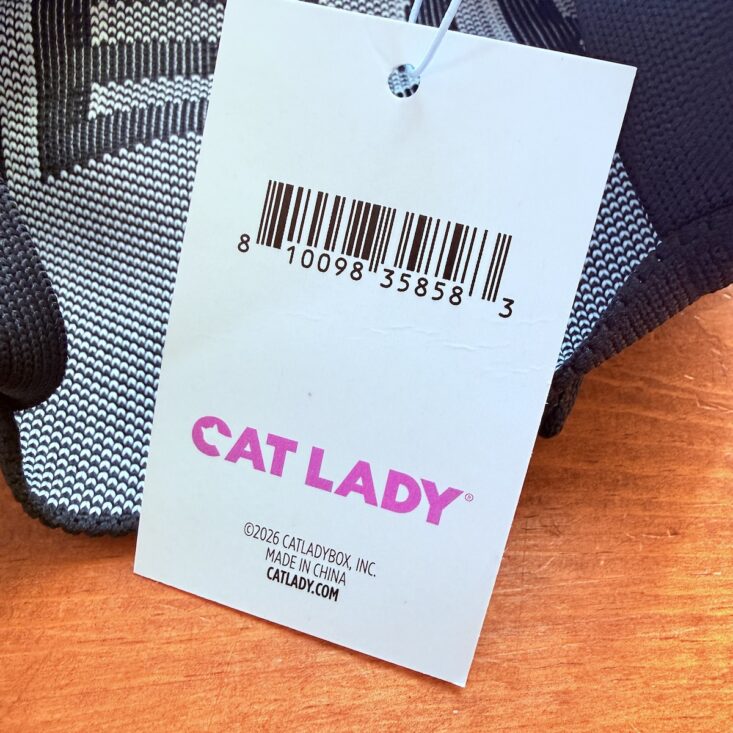 8 10098 35858 3
CAT LADY®
©2026 CATLADYBOX, INC.
MADE IN CHINA
CATLADY.COM